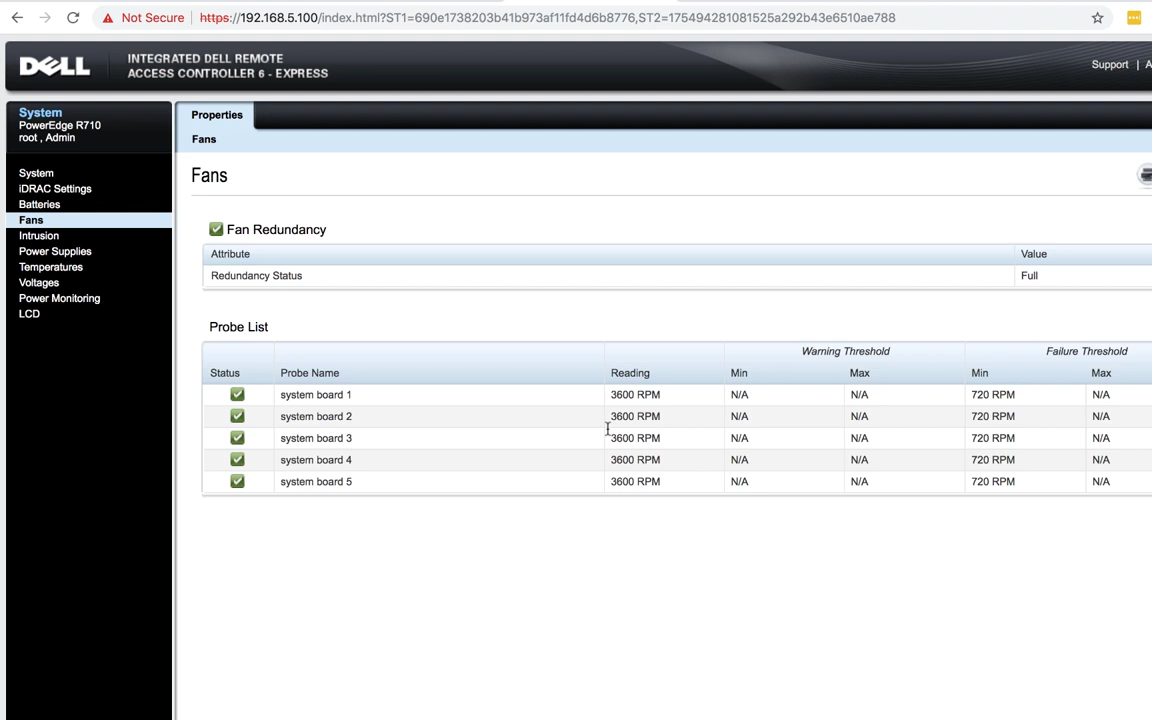 Not Secure https://192.168.5.100/index.html?ST1=690e1738203b41b973af11fd4d6b8776,ST2=175494281081525a292b43e6510ae788
DELL
INTEGRATED DELL REMOTE
ACCESS CONTROLLER 6 - EXPRESS
Support | A
System
PowerEdge R710
root , Admin
System
iDRAC Settings
Batteries
Fans
Intrusion
Power Supplies
Temperatures
Voltages
Power Monitoring
LCD
Properties
Fans
Fans
Fan Redundancy
Attribute Value
Redundancy Status Full
Probe List
Warning Threshold Failure Threshold
Status Probe Name Reading Min Max Min Max
system board 1 3600 RPM N/A N/A 720 RPM N/A
system board 2 3600 RPM N/A N/A 720 RPM N/A
system board 3 3600 RPM N/A N/A 720 RPM N/A
system board 4 3600 RPM N/A N/A 720 RPM N/A
system board 5 3600 RPM N/A N/A 720 RPM N/A